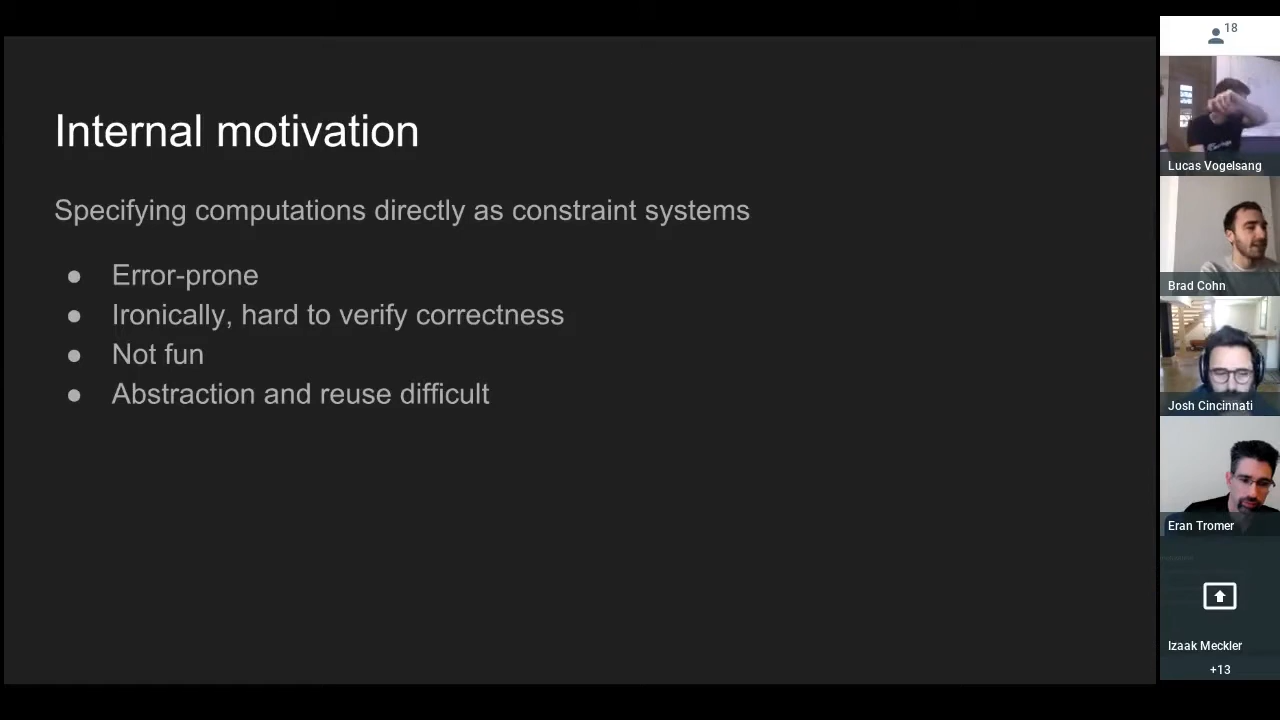 Internal motivation
Specifying computations directly as constraint systems
● Error-prone
● Ironically, hard to verify correctness
● Not fun
● Abstraction and reuse difficult
18
Lucas Vogelsang
Brad Cohn
Josh Cincinnati
Eran Tromer
Izaak Meckler
+13